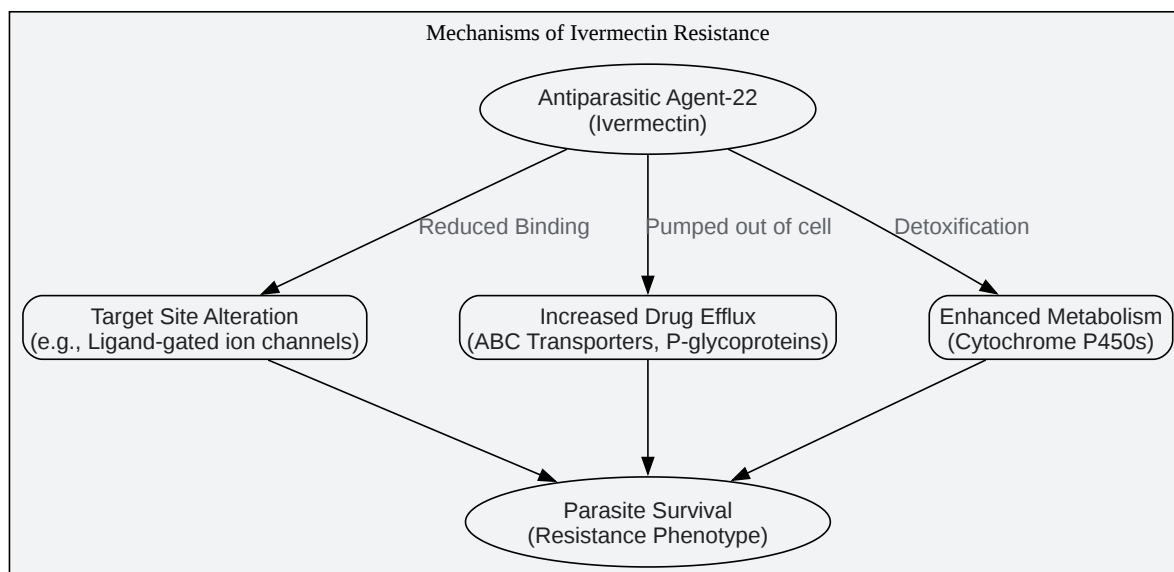 Mechanisms of Ivermectin Resistance
Antiparasitic Agent-22
(Ivermectin)
Reduced Binding
Pumped out of cell
Detoxification
Target Site Alteration
(e.g., Ligand-gated ion channels)
Increased Drug Efflux
(ABC Transporters, P-glycoproteins)
Enhanced Metabolism
(Cytochrome P450s)
Parasite Survival
(Resistance Phenotype)